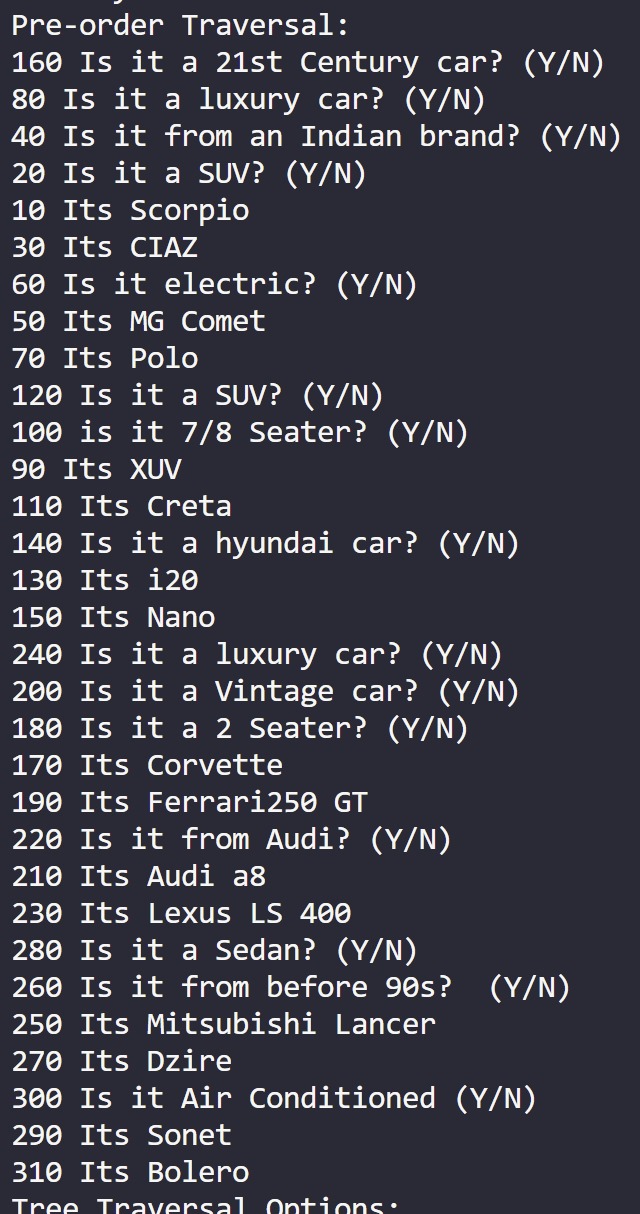 Pre-order Traversal:
160 Is it a 21st Century car? (Y/N)
80 Is it a luxury car? (Y/N)
40 Is it from an Indian brand? (Y/N)
20 Is it a SUV? (Y/N)
10 Its Scorpio
30 Its CIAZ
60 Is it electric? (Y/N)
50 Its MG Comet
70 Its Polo
120 Is it a SUV? (Y/N)
100 is it 7/8 Seater? (Y/N)
90 Its XUV
110 Its Creta
140 Is it a hyundai car? (Y/N)
130 Its i20
150 Its Nano
240 Is it a luxury car? (Y/N)
200 Is it a Vintage car? (Y/N)
180 Is it a 2 Seater? (Y/N)
170 Its Corvette
190 Its Ferrari250 GT
220 Is it from Audi? (Y/N)
210 Its Audi a8
230 Its Lexus LS 400
280 Is it a Sedan? (Y/N)
260 Is it from before 90s?  (Y/N)
250 Its Mitsubishi Lancer
270 Its Dzire
300 Is it Air Conditioned (Y/N)
290 Its Sonet
310 Its Bolero
Tree Traversal Options: